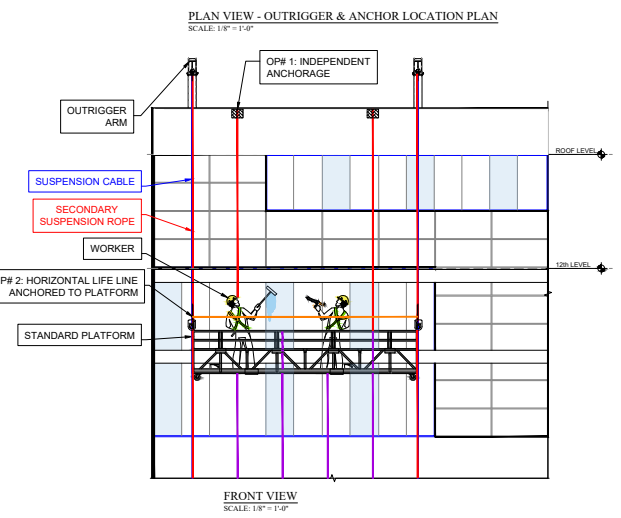 PLAN VIEW - OUTRIGGER & ANCHOR LOCATION PLAN
SCALE: 1/8" = 1'-0"
OP# 1: INDEPENDENT
ANCHORAGE
OUTRIGGER
ARM
ROOF LEVEL
SUSPENSION CABLE
SECONDARY
SUSPENSION ROPE
WORKER
12th LEVEL
P# 2: HORIZONTAL LIFE LINE
ANCHORED TO PLATFORM
STANDARD PLATFORM
FRONT VIEW
SCALE: 1/8" = 1'-0"